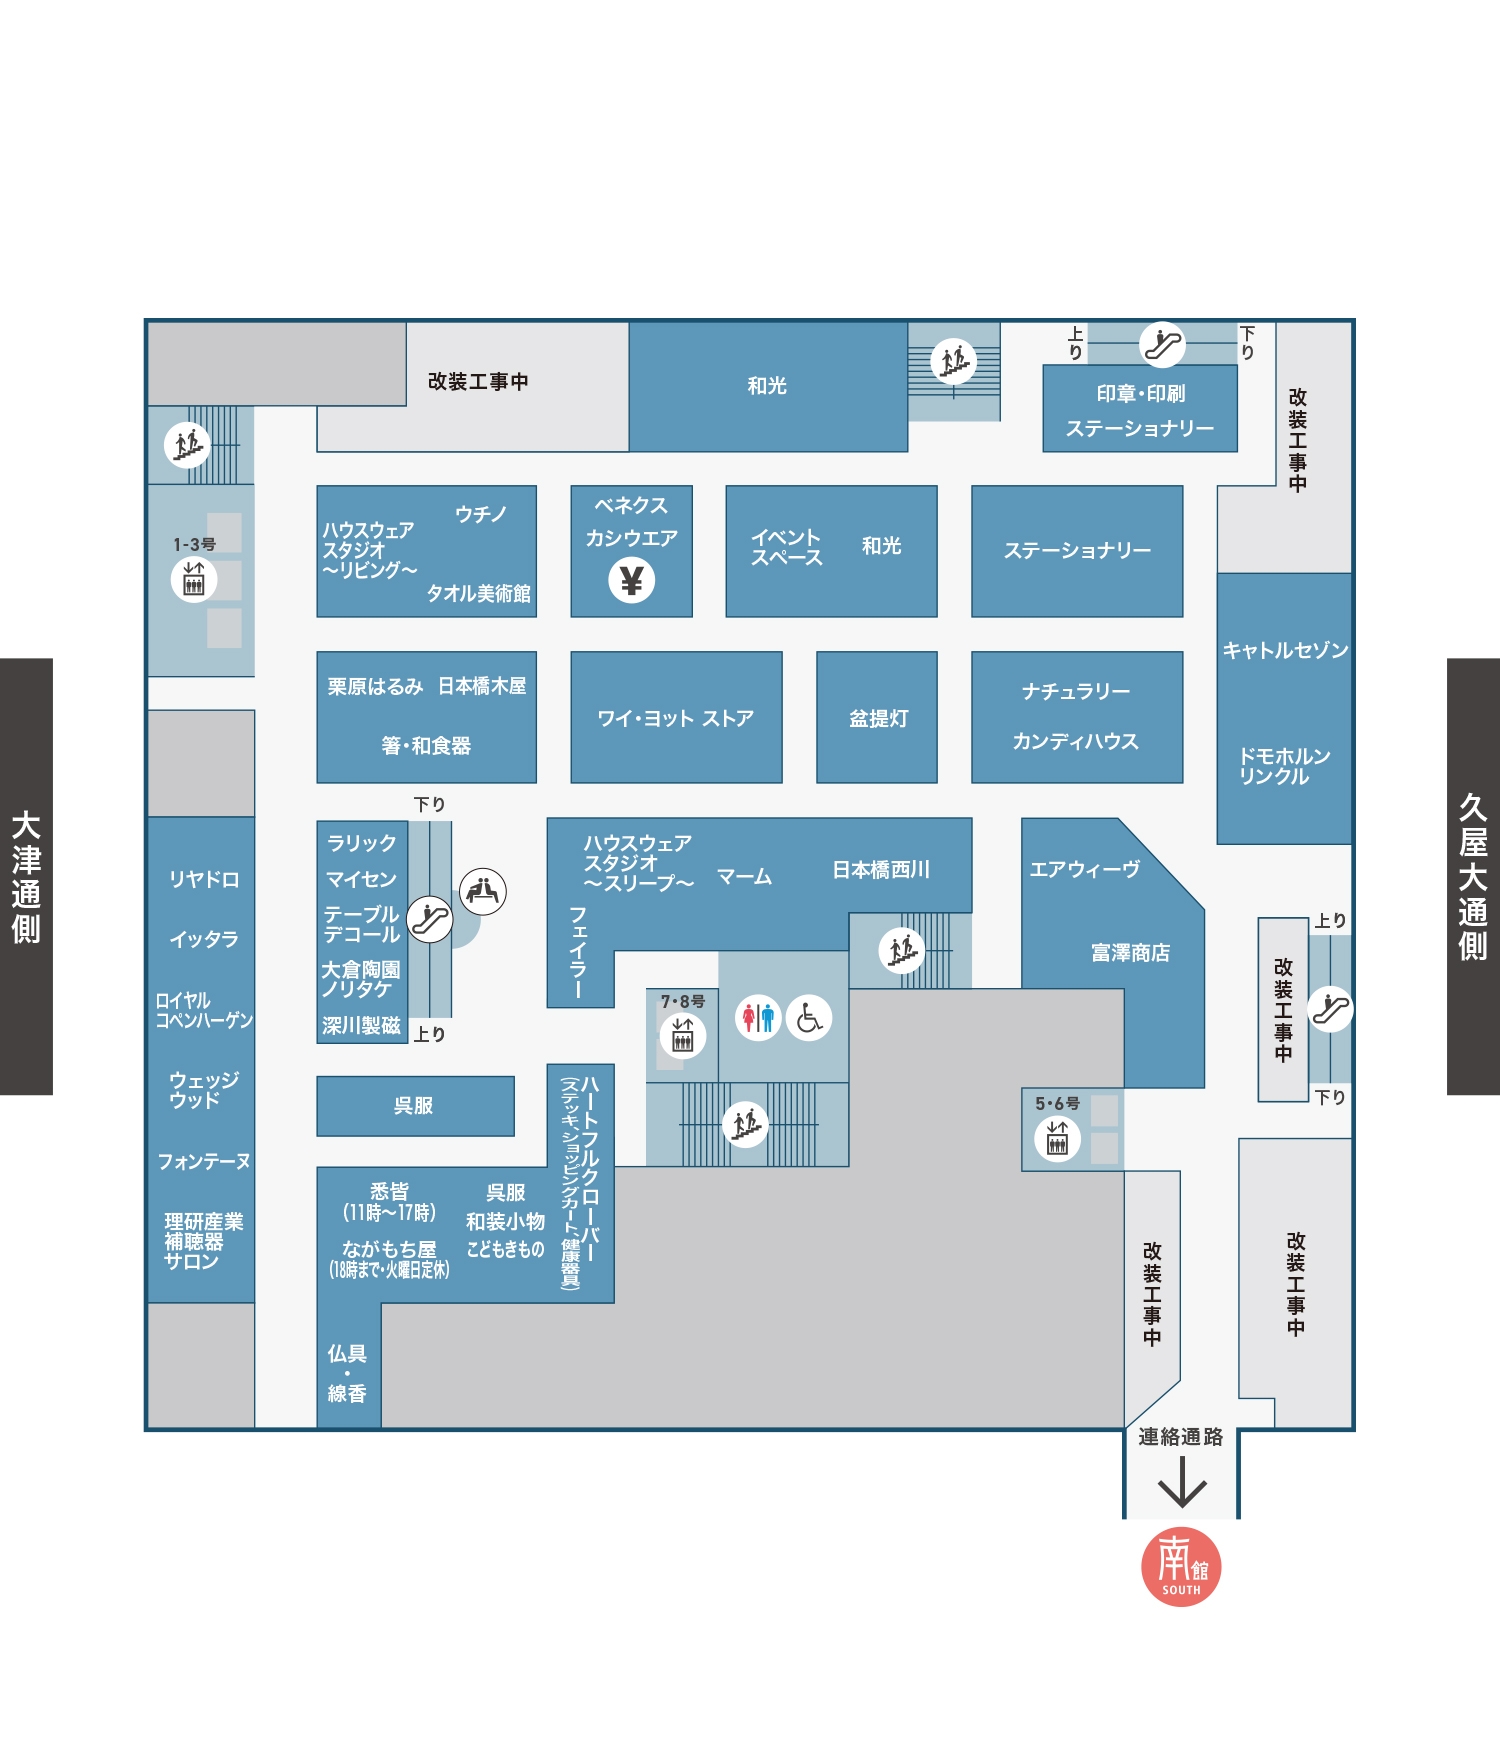 上り
下り
改装工事中
和光
印章・印刷
ステーショナリー
改装工事中
ハウスウェア
スタジオ
～リビング～
ウチノ
タオル美術館
ベネクス
カシウエア
¥
イベント
スペース
和光
ステーショナリー
1-3号
キャトルセゾン
ドモホルン
リンクル
栗原はるみ
日本橋木屋
箸・和食器
ワイ・ヨット ストア
盆提灯
ナチュラリー
カンディハウス
大津通側
久屋大通側
下り
ラリック
マイセン
テーブル
デコール
大倉陶園
ノリタケ
深川製磁
上り
リヤドロ
イッタラ
ロイヤル
コペンハーゲン
ウェッジ
ウッド
フォンテーヌ
理研産業
補聴器
サロン
ハウスウェア
スタジオ
～スリープ～
マーム
日本橋西川
フェイラー
エアウィーヴ
富澤商店
上り
改装工事中
下り
7・8号
5・6号
呉服
ハートフルクローバー
(ステッキ、ショッピングカート、健康器具)
悉皆
(11時～17時)
ながもち屋
(18時まで・火曜日定休)
呉服
和装小物
こどもきもの
仏具
・
線香
改装工事中
改装工事中
連絡通路
南館
SOUTH